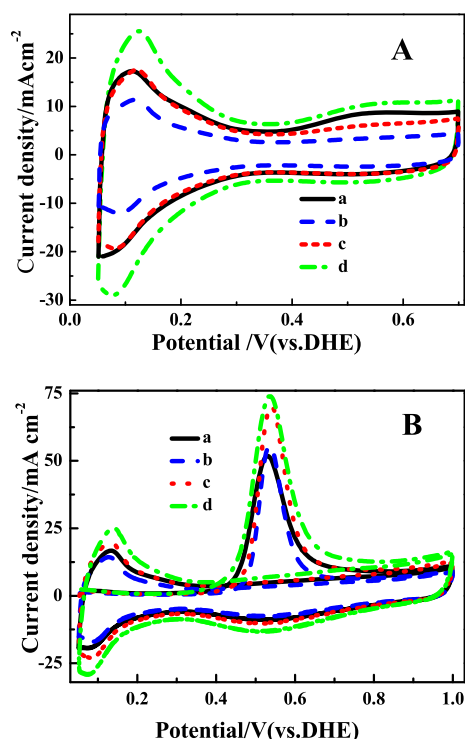 A
Current density/mAcm-2
20
10
0
-10
-20
-30
a
b
c
d
0.0 0.2 0.4 0.6
Potential /V(vs.DHE)
B
Current density/mA cm-2
75
50
25
0
-25
a
b
c
d
0.2 0.4 0.6 0.8 1.0
Potential/V(vs.DHE)